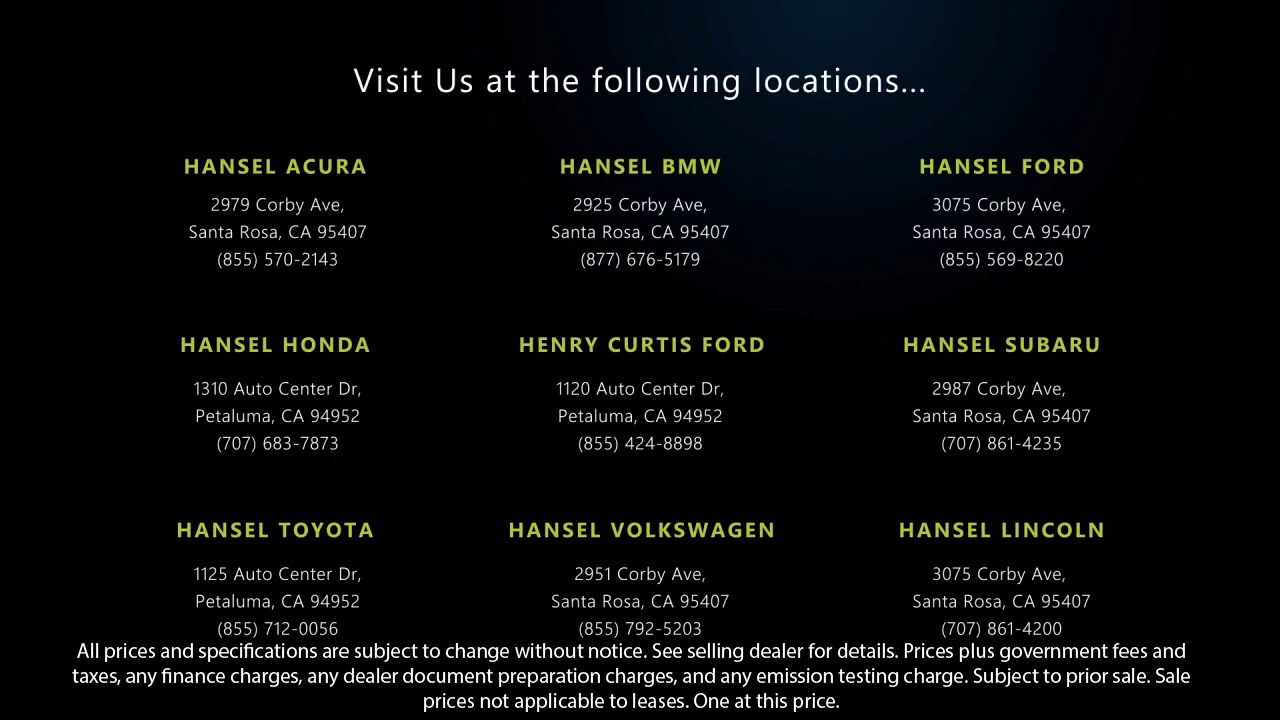 Visit Us at the following locations...
HANSEL ACURA
2979 Corby Ave,
Santa Rosa, CA 95407
(855) 570-2143
HANSEL BMW
2925 Corby Ave,
Santa Rosa, CA 95407
(877) 676-5179
HANSEL FORD
3075 Corby Ave,
Santa Rosa, CA 95407
(855) 569-8220
HANSEL HONDA
1310 Auto Center Dr,
Petaluma, CA 94952
(707) 683-7873
HENRY CURTIS FORD
1120 Auto Center Dr,
Petaluma, CA 94952
(855) 424-8898
HANSEL SUBARU
2987 Corby Ave,
Santa Rosa, CA 95407
(707) 861-4235
HANSEL TOYOTA
1125 Auto Center Dr,
Petaluma, CA 94952
(855) 712-0056
HANSEL VOLKSWAGEN
2951 Corby Ave,
Santa Rosa, CA 95407
(855) 792-5203
HANSEL LINCOLN
3075 Corby Ave,
Santa Rosa, CA 95407
(707) 861-4200
All prices and specifications are subject to change without notice. See selling dealer for details. Prices plus government fees and
taxes, any finance charges, any dealer document preparation charges, and any emission testing charge. Subject to prior sale. Sale
prices not applicable to leases. One at this price.